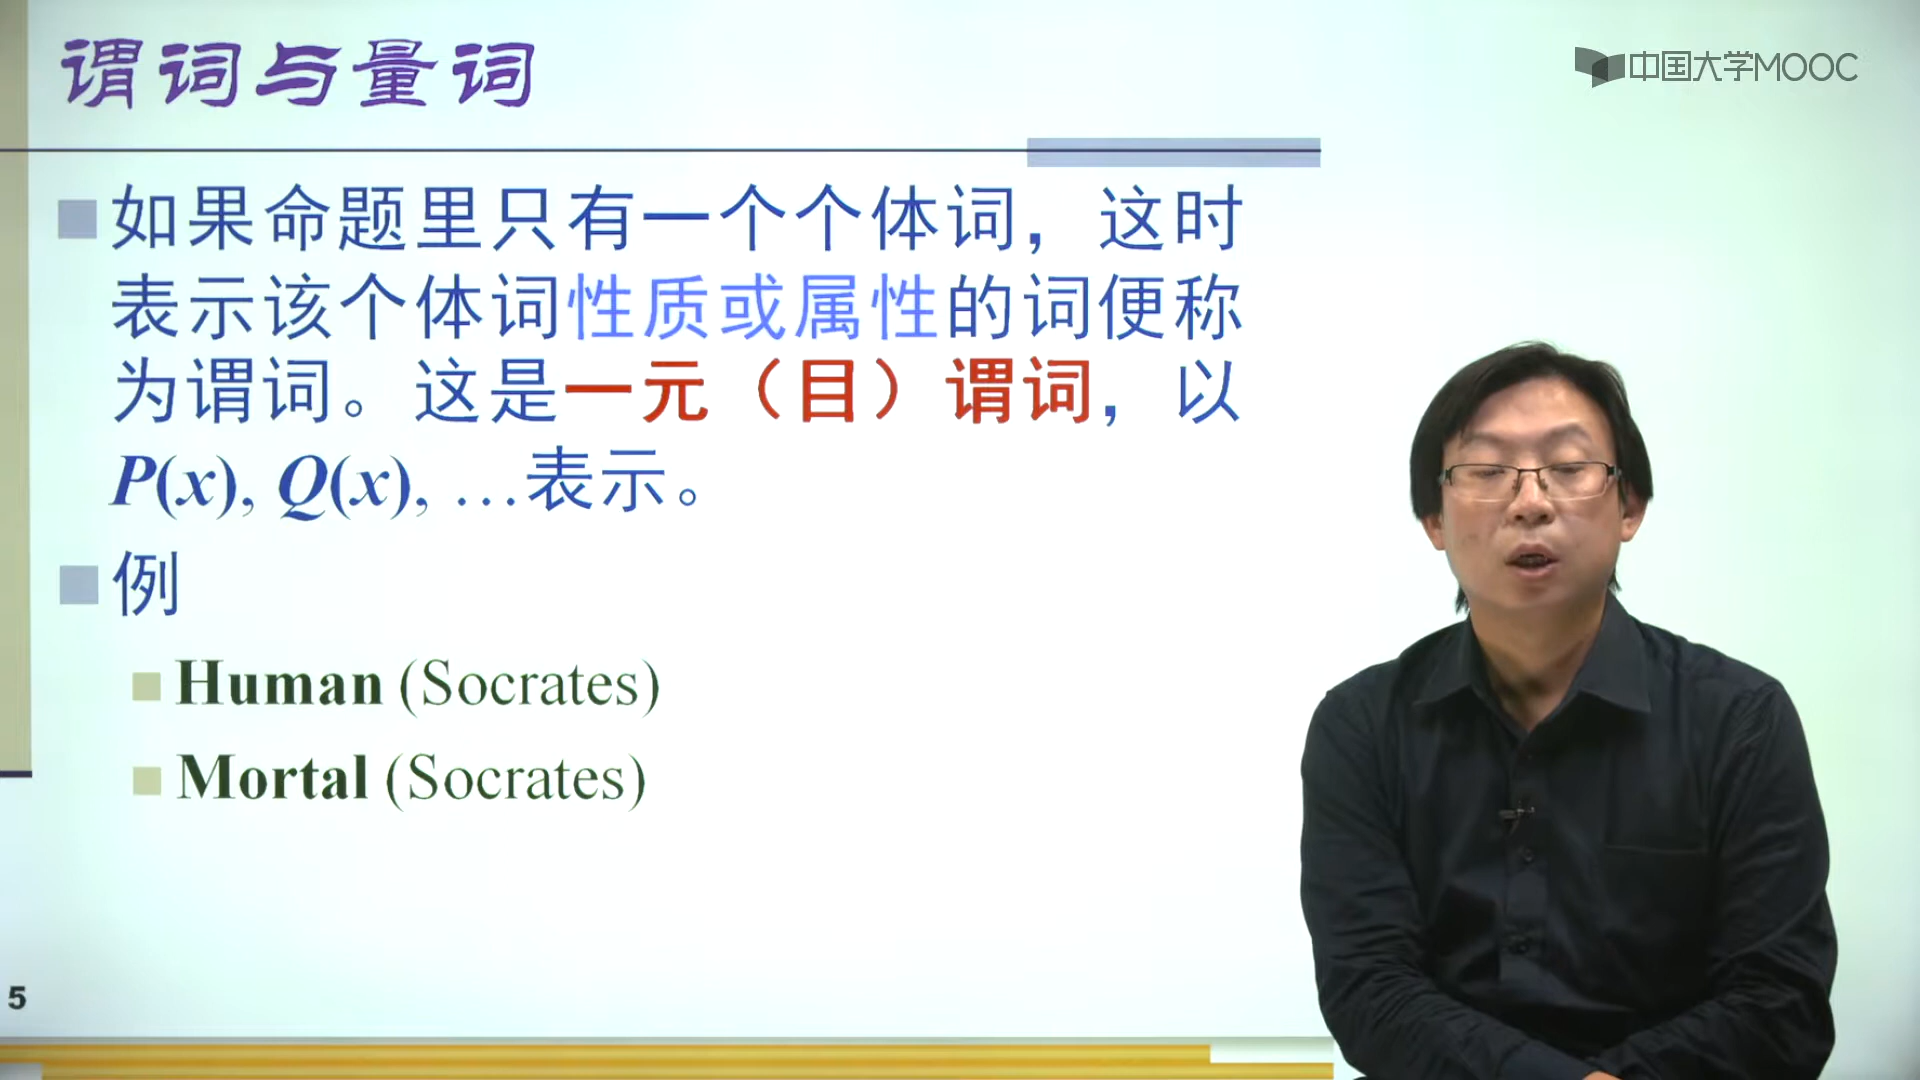 谓词与量词
中国大学MOOC
如果命题里只有一个个体词，这时
表示该个体词性质或属性的词便称
为谓词。这是一元（目）谓词，以
P(x), Q(x), …表示。
例
Human (Socrates)
Mortal (Socrates)
5